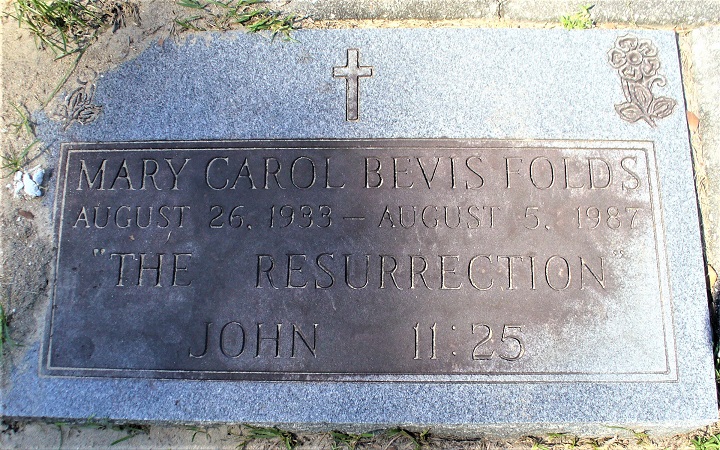 MARY CAROL BEVIS FOLDS
AUGUST 26, 1933 — AUGUST 5, 1987
"THE RESURRECTION"
JOHN 11:25